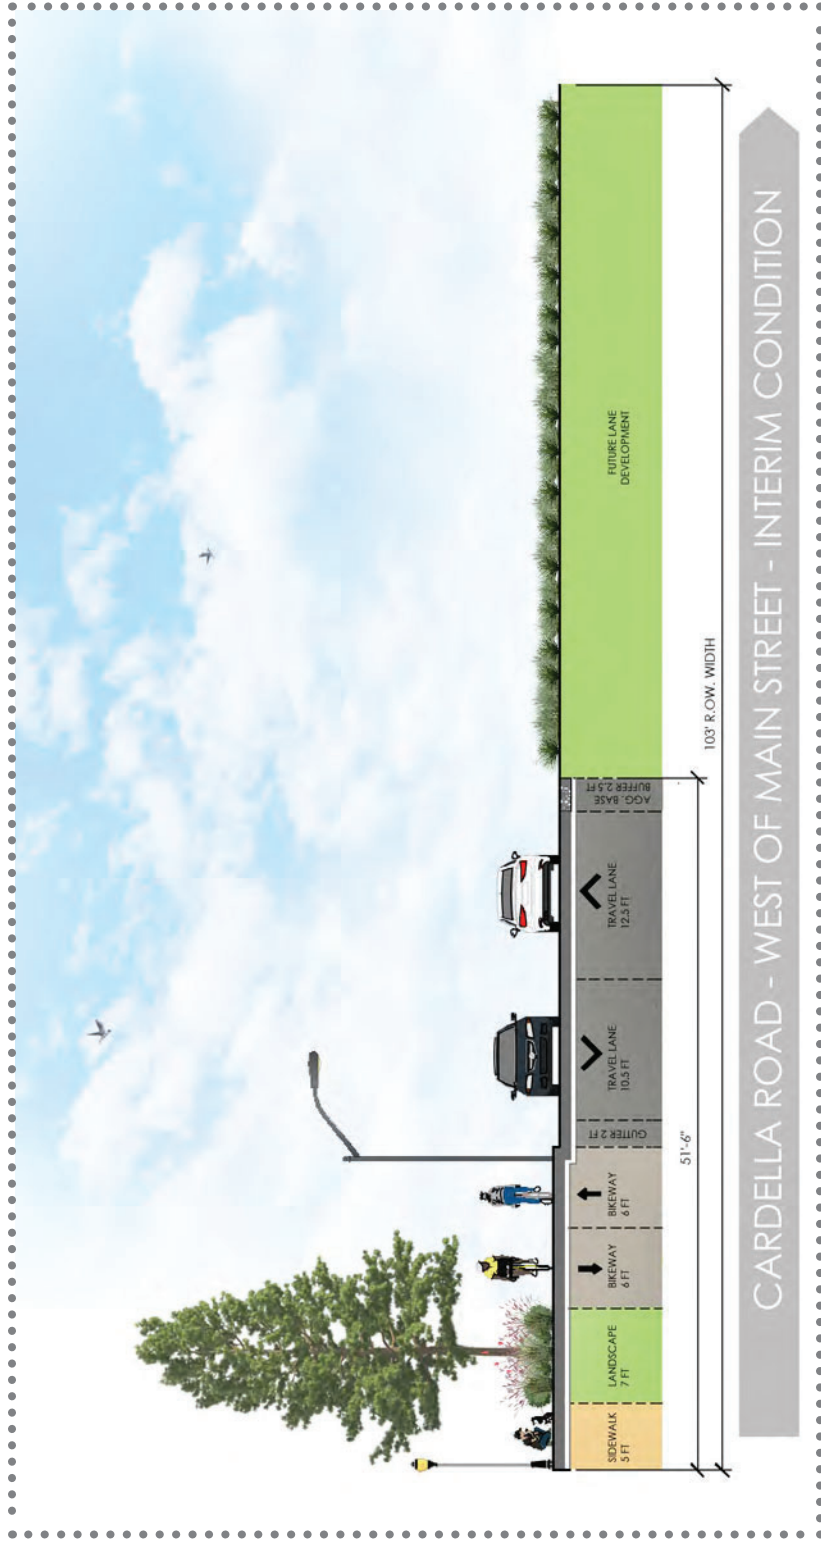 SIDEWALK
5 FT
LANDSCAPE
7 FT
BIKEWAY
6 FT
BIKEWAY
6 FT
GUTTER 2 FT
TRAVEL LANE
10.5 FT
TRAVEL LANE
12.5 FT
AGG. BASE
BUFFER 2.5 FT
FUTURE LANE
DEVELOPMENT
51'-6"
103' R.OW. WIDTH
CARDELLA ROAD - WEST OF MAIN STREET - INTERIM CONDITION